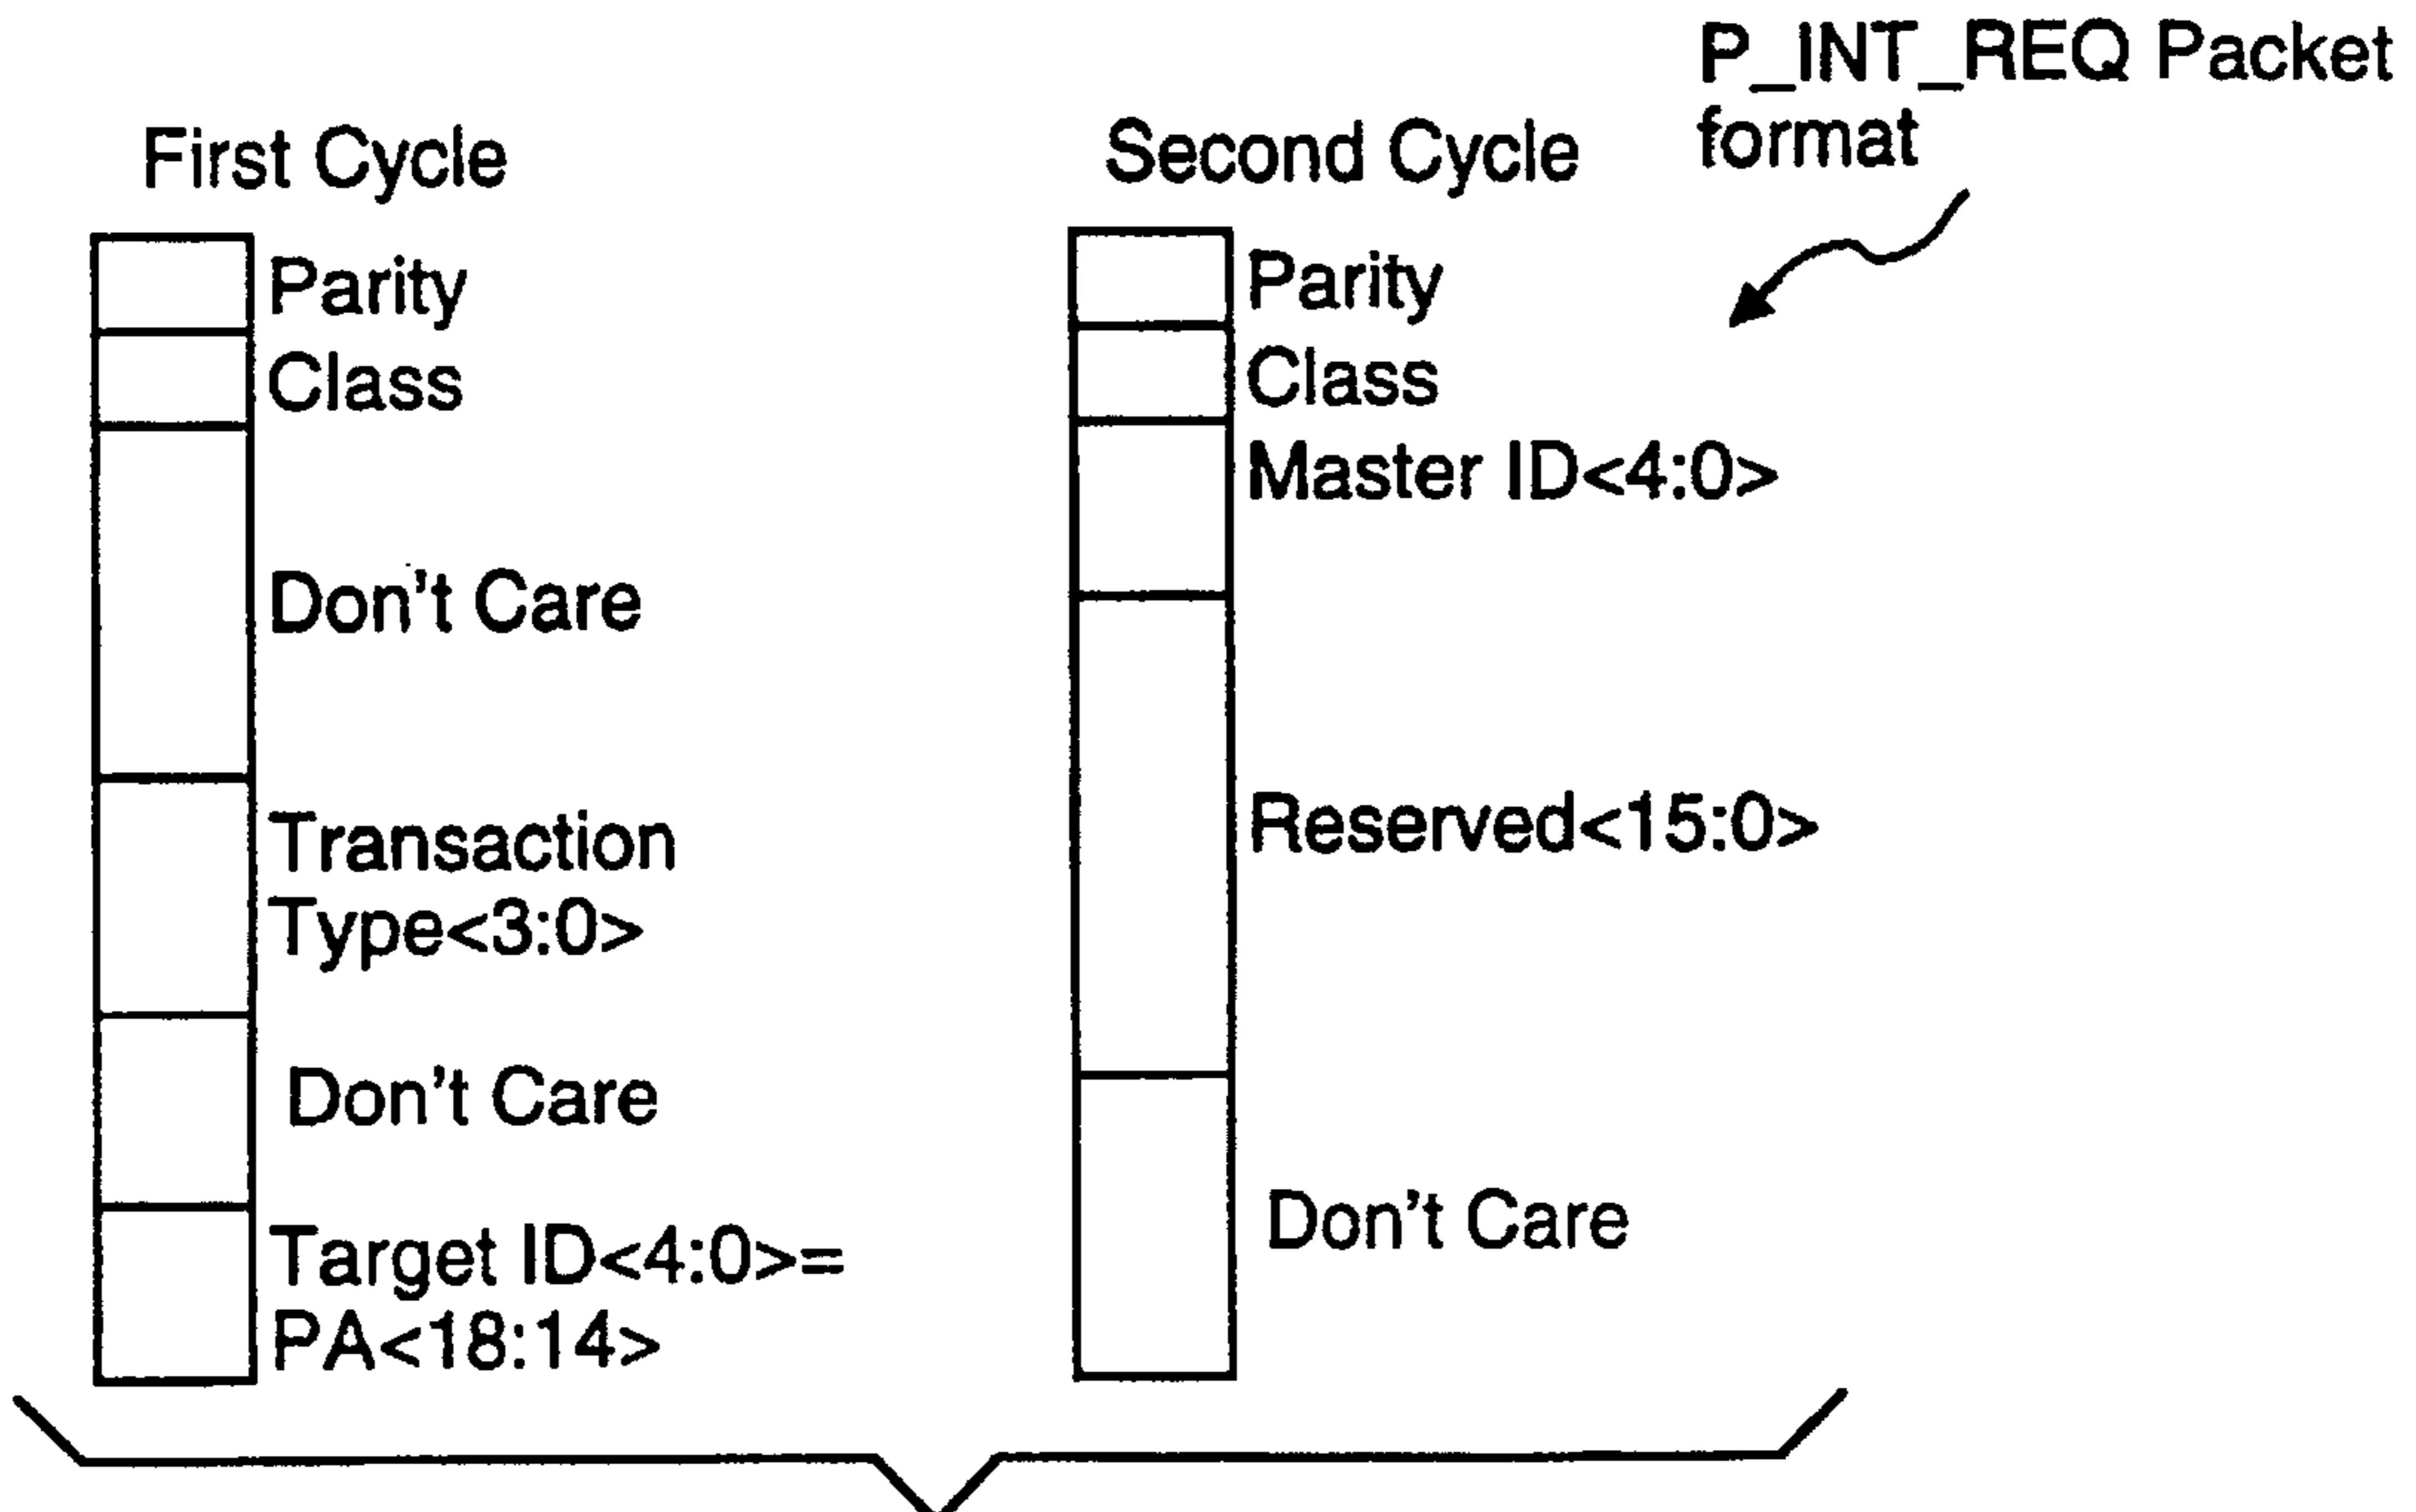 P_INT_REQ Packet
format
First Cycle
Parity
Class
Don't Care
Transaction
Type<3:0>
Don't Care
Target ID<4:0>=
PA<18:14>
Second Cycle
Parity
Class
Master ID<4:0>
Reserved<15:0>
Don't Care